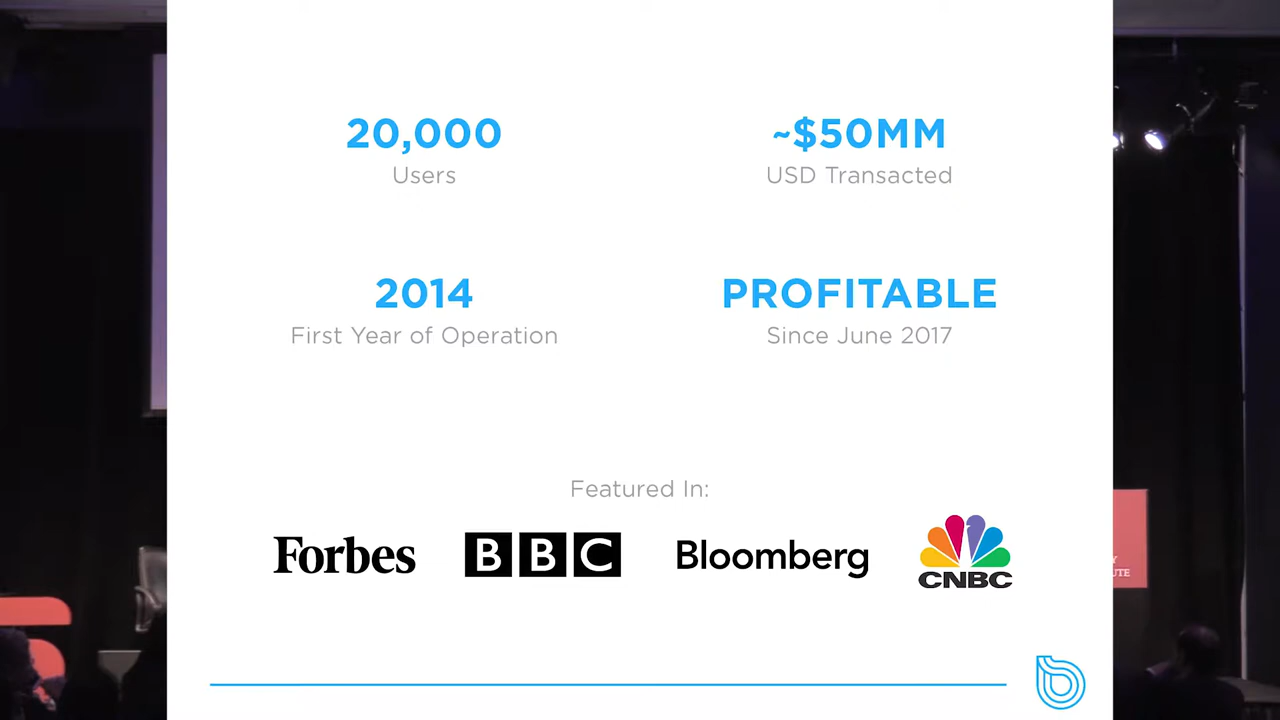 20,000
Users
~$50MM
USD Transacted
2014
First Year of Operation
PROFITABLE
Since June 2017
Featured In:
Forbes
BBC
Bloomberg
CNBC